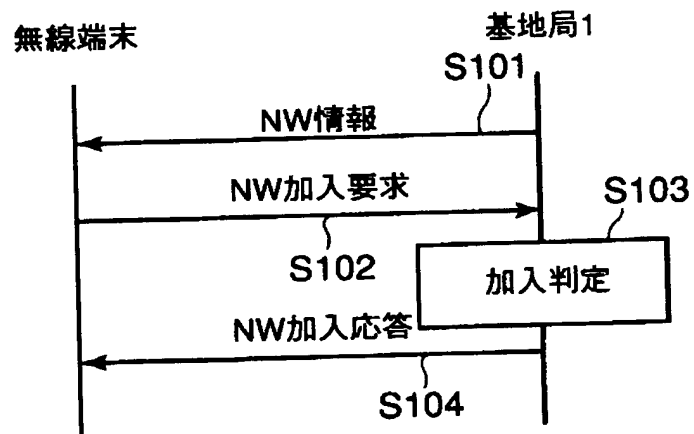 無線端末
基地局1
S101
NW情報
NW加入要求
S102
S103
加入判定
NW加入応答
S104